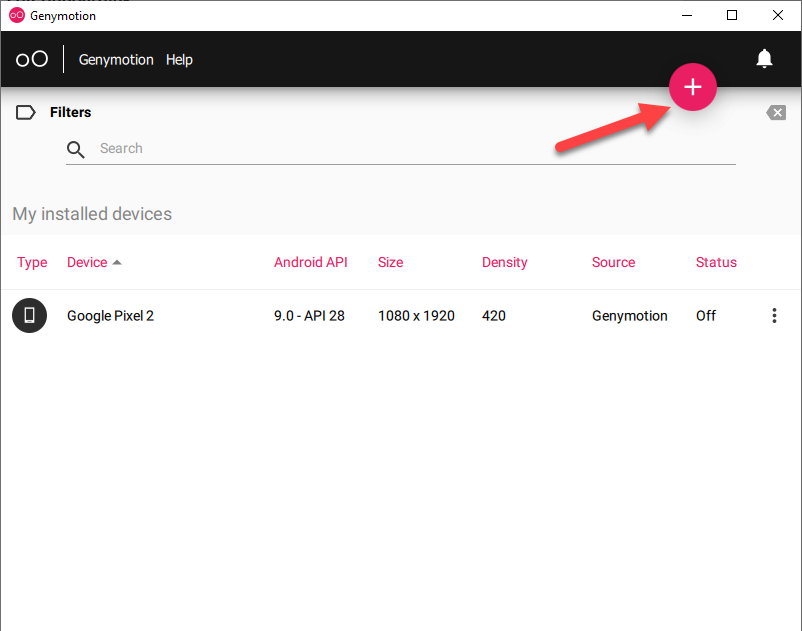 Genymotion
Genymotion Help
Filters
Search
My installed devices
Type Device Android API Size Density Source Status
Google Pixel 2 9.0 - API 28 1080 x 1920 420 Genymotion Off